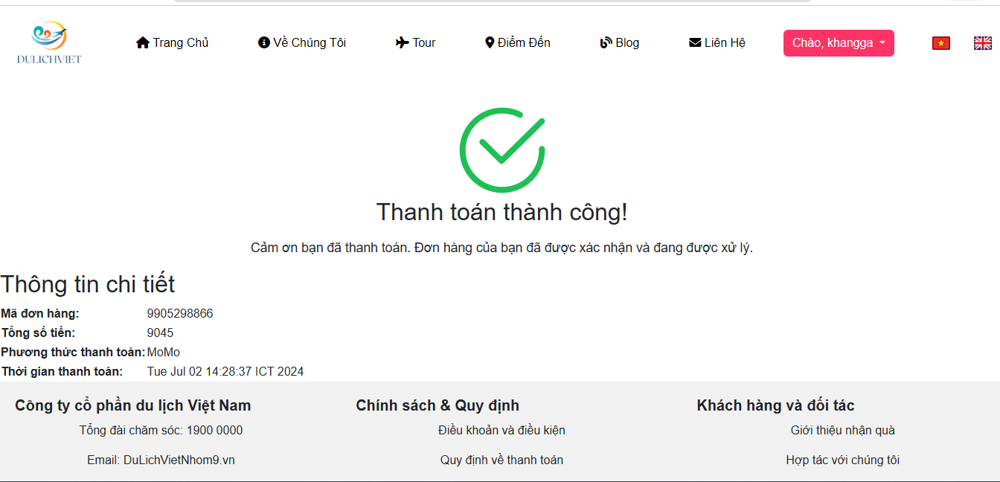 DULICHVIET
Trang Chủ Về Chúng Tôi Tour Điểm Đến Blog Liên Hệ Chào, khangga
Thanh toán thành công!
Cảm ơn bạn đã thanh toán. Đơn hàng của bạn đã được xác nhận và đang được xử lý.
Thông tin chi tiết
Mã đơn hàng: 9905298866
Tổng số tiền: 9045
Phương thức thanh toán: MoMo
Thời gian thanh toán: Tue Jul 02 14:28:37 ICT 2024
Công ty cổ phần du lịch Việt Nam Chính sách & Quy định Khách hàng và đối tác
Tổng đài chăm sóc: 1900 0000 Điều khoản và điều kiện Giới thiệu nhận quà
Email: DuLichVietNhom9.vn Quy định về thanh toán Hợp tác với chúng tôi